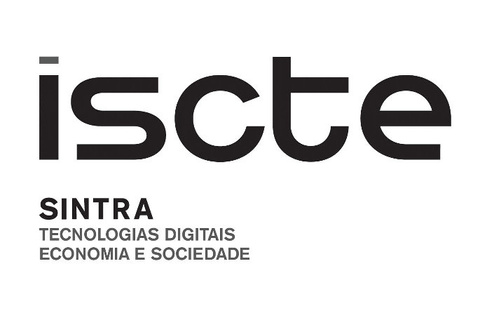 iscte
SINTRA
TECNOLOGIAS DIGITAIS
ECONOMIA E SOCIEDADE